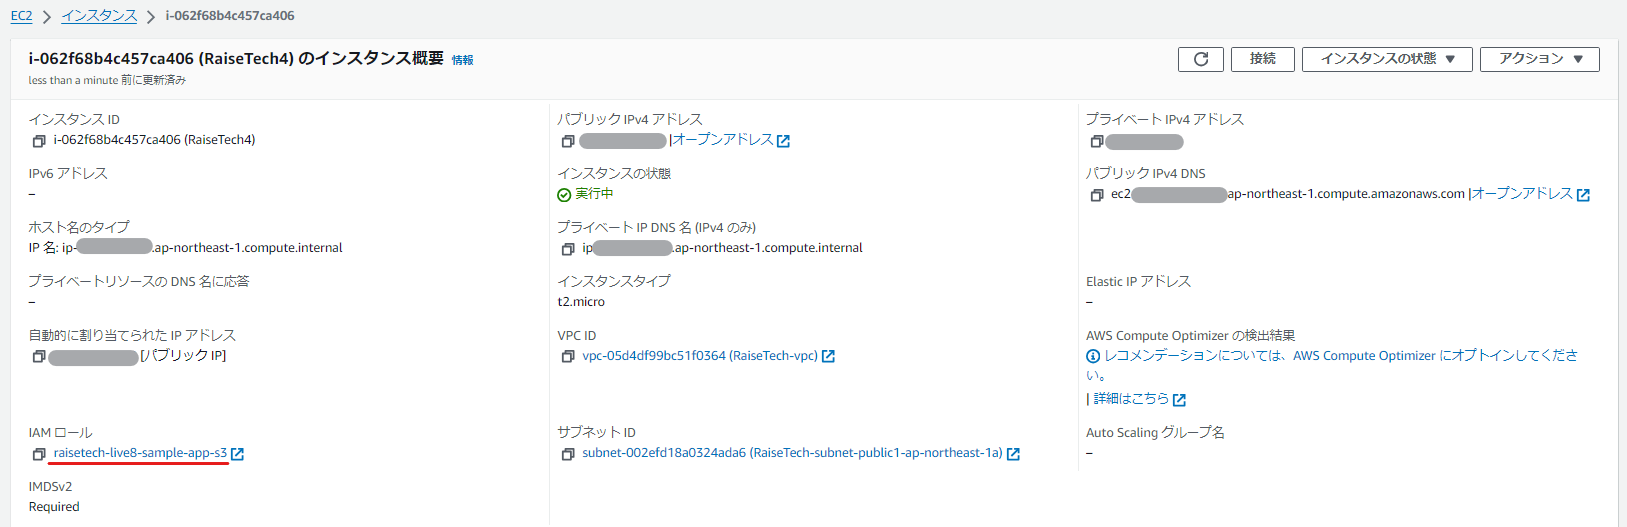 EC2 > インスタンス > i-062f68b4c457ca406
i-062f68b4c457ca406 (RaiseTech4) のインスタンス概要 情報
less than a minute 前に更新済み
接続
インスタンスの状態 ▼
アクション ▼
インスタンス ID
i-062f68b4c457ca406 (RaiseTech4)
パブリック IPv4 アドレス
|オープンアドレス
プライベート IPv4 アドレス
IPv6 アドレス
–
インスタンスの状態
実行中
パブリック IPv4 DNS
ec2 ap-northeast-1.compute.amazonaws.com |オープンアドレス
ホスト名のタイプ
IP 名: ip- .ap-northeast-1.compute.internal
プライベート IP DNS 名 (IPv4 のみ)
ip .ap-northeast-1.compute.internal
プライベートリソースの DNS 名に応答
–
インスタンスタイプ
t2.micro
Elastic IP アドレス
–
自動的に割り当てられた IP アドレス
[パブリック IP]
VPC ID
vpc-05d4df99bc51f0364 (RaiseTech-vpc)
AWS Compute Optimizer の検出結果
レコメンデーションについては、AWS Compute Optimizer にオプトインしてくださ
い。
| 詳細はこちら
IAM ロール
raisetech-live8-sample-app-s3
サブネット ID
subnet-002efd18a0324ada6 (RaiseTech-subnet-public1-ap-northeast-1a)
Auto Scaling グループ名
–
IMDSv2
Required